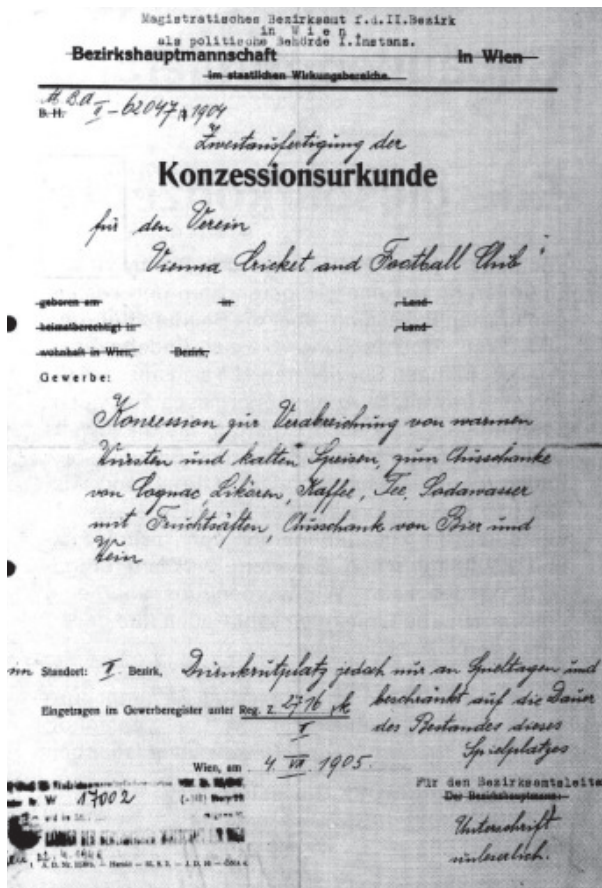 Magistratisches Bezirksamt f.d.II.Bezirk
in Wien
als politische Behörde I.Instanz.
Bezirkshauptmannschaft in Wien
im staatlichen Wirkungsbereiche.
M.B.A. II - 62047, 1904
B. H.
Zweitausfertigung der
Konzessionsurkunde
für den Verein
Vienna Cricket and Football Club"
geboren am in Land
heimatberechtigt in Land
wohnhaft in Wien, Bezirk,
Gewerbe:
Konzession zur Verabreichung von warmen
Würsten und kalten Speisen, zum Ausschanke
von Cognac, Likören, Kaffee, Tee, Sodawasser
mit Fruchtsäften, Ausschank von Bier und
Wein
im Standort: II. Bezirk, jedoch nur an Spieltagen und
Eingetragen im Gewerberegister unter Reg. Z. 2716 k beschränkt auf die Dauer
II des Bestandes dieses
Spielplatzes
Wien, am 4. VII. 1905.
Für den Bezirksamtsleite
Der Bezirkshauptmann:
17002
Unterschrift
unleserlich.